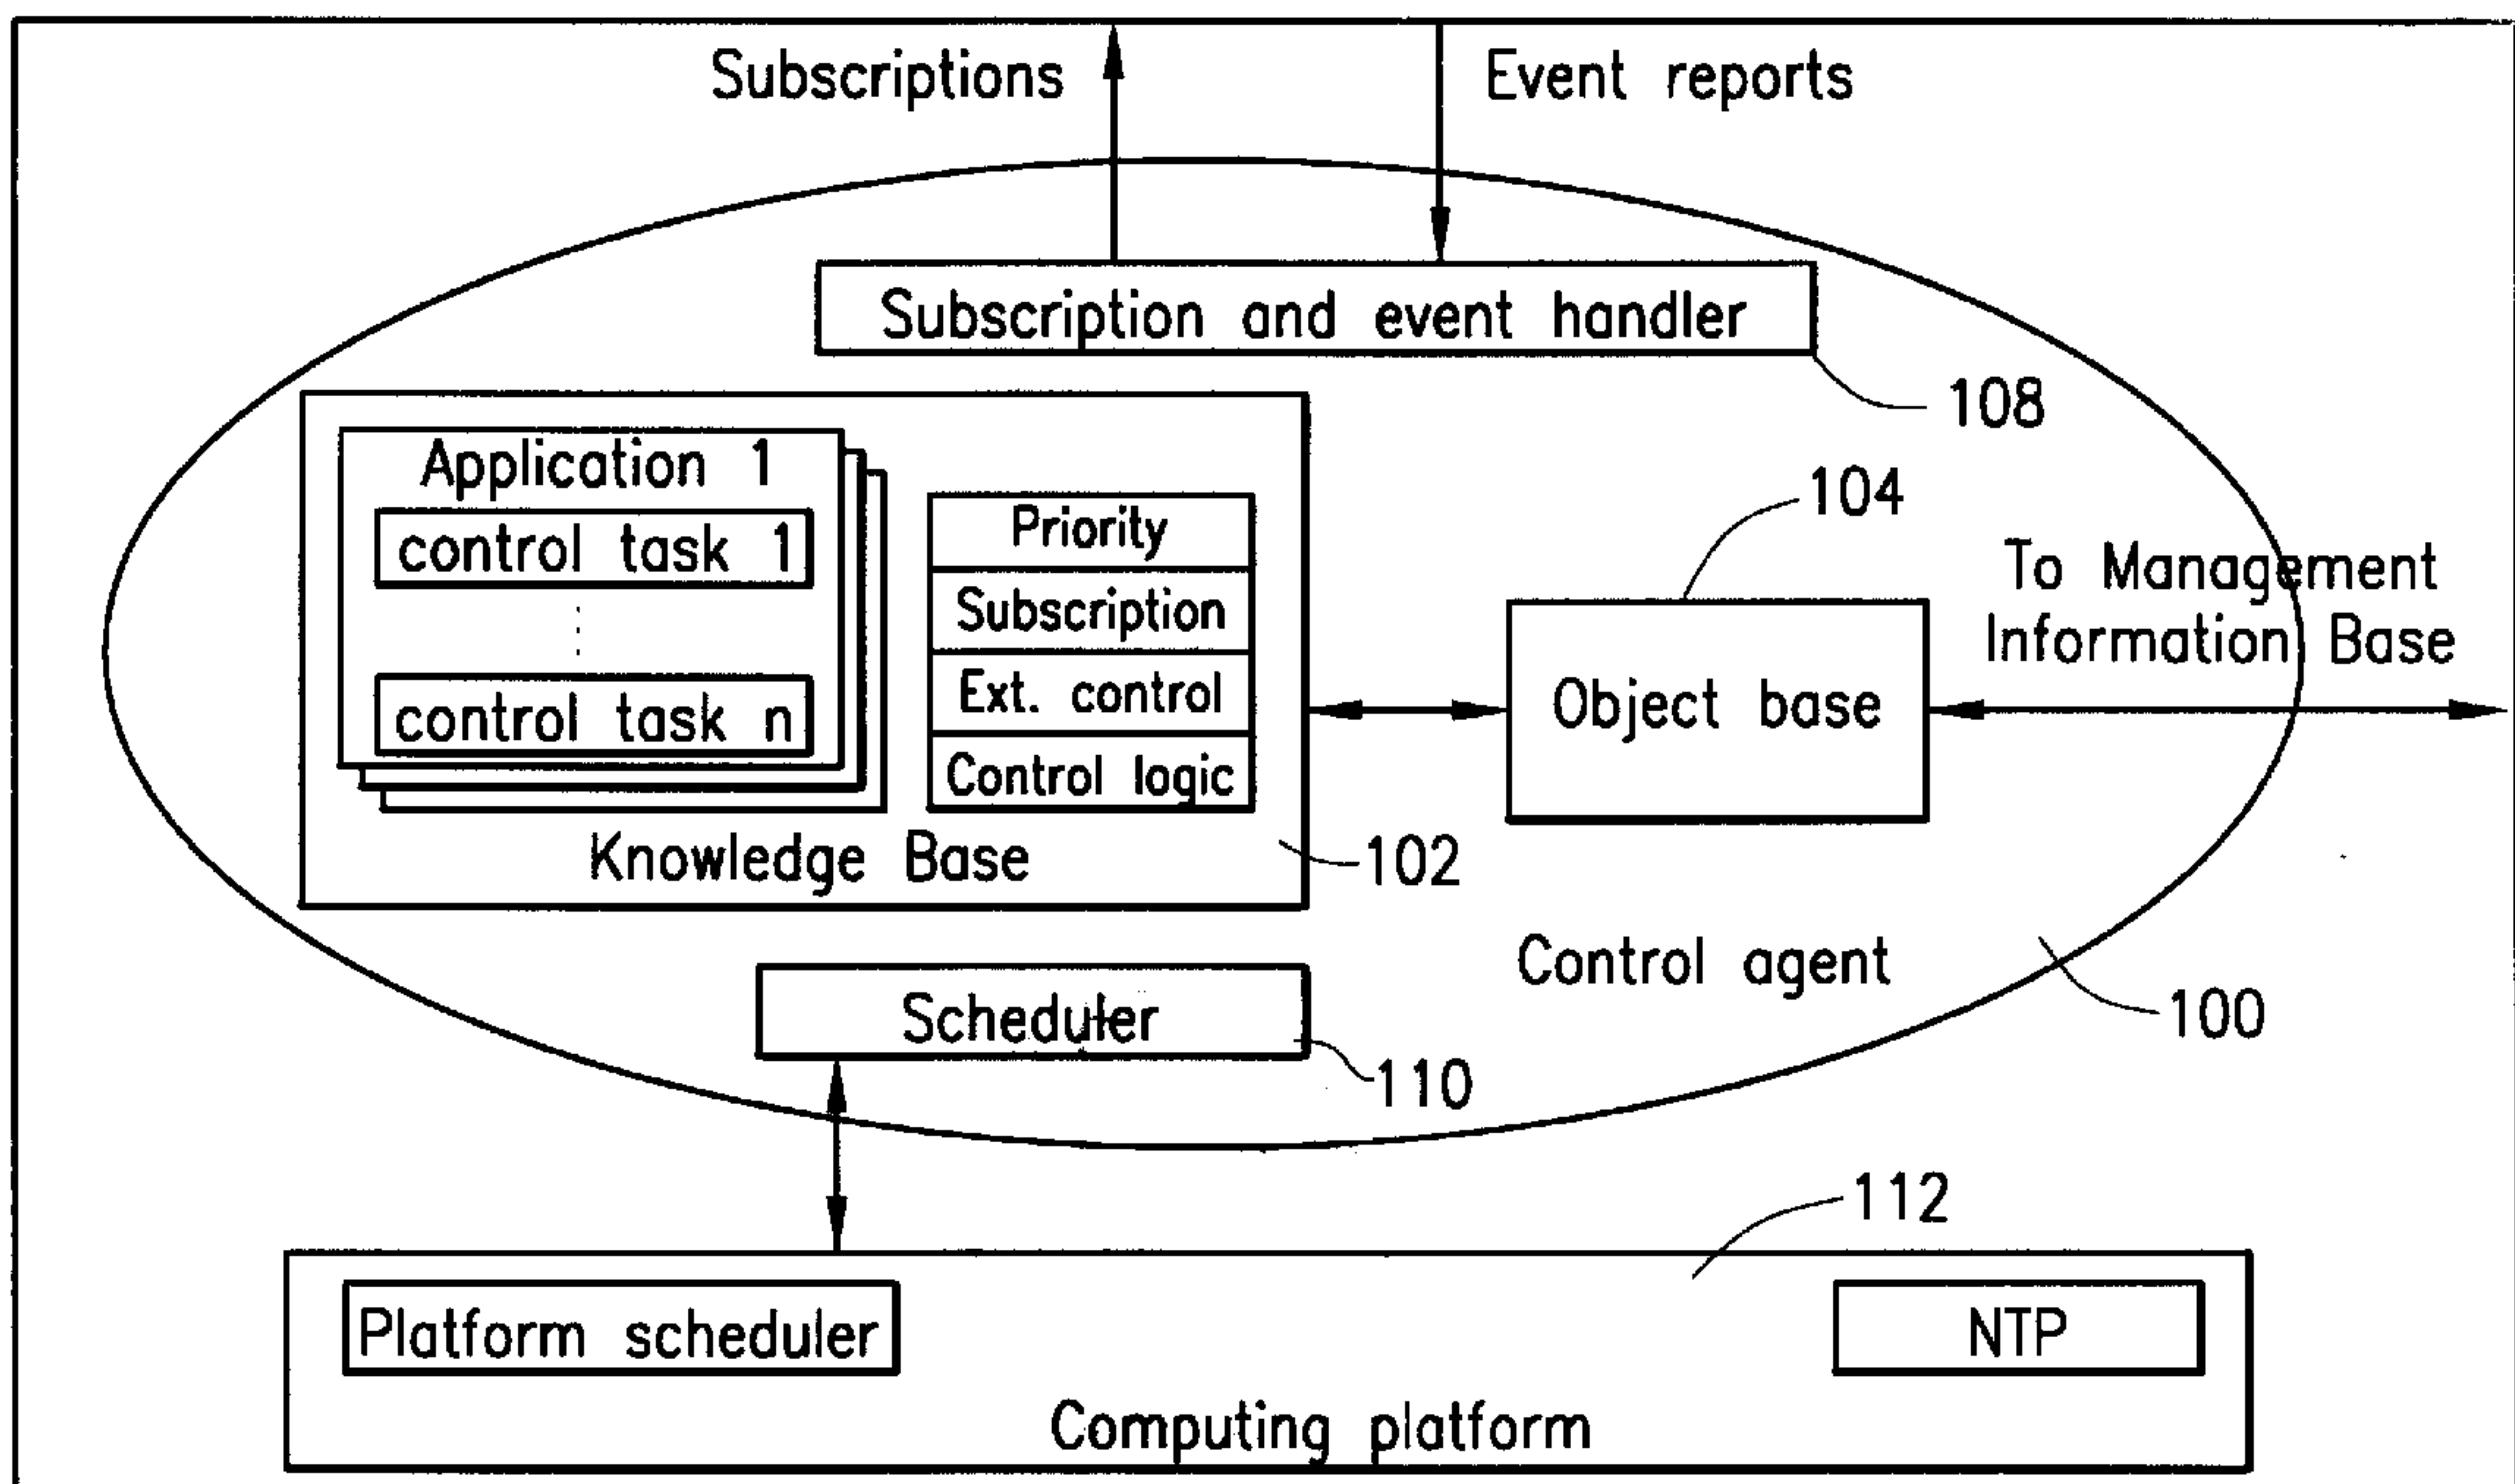 Subscriptions
Event reports
Subscription and event handler
108
Application 1
control task 1
control task n
Priority
Subscription
Ext. control
Control logic
Knowledge Base
102
104
Object base
To Management
Information Base
Control agent
100
Scheduler
110
112
Platform scheduler
NTP
Computing platform